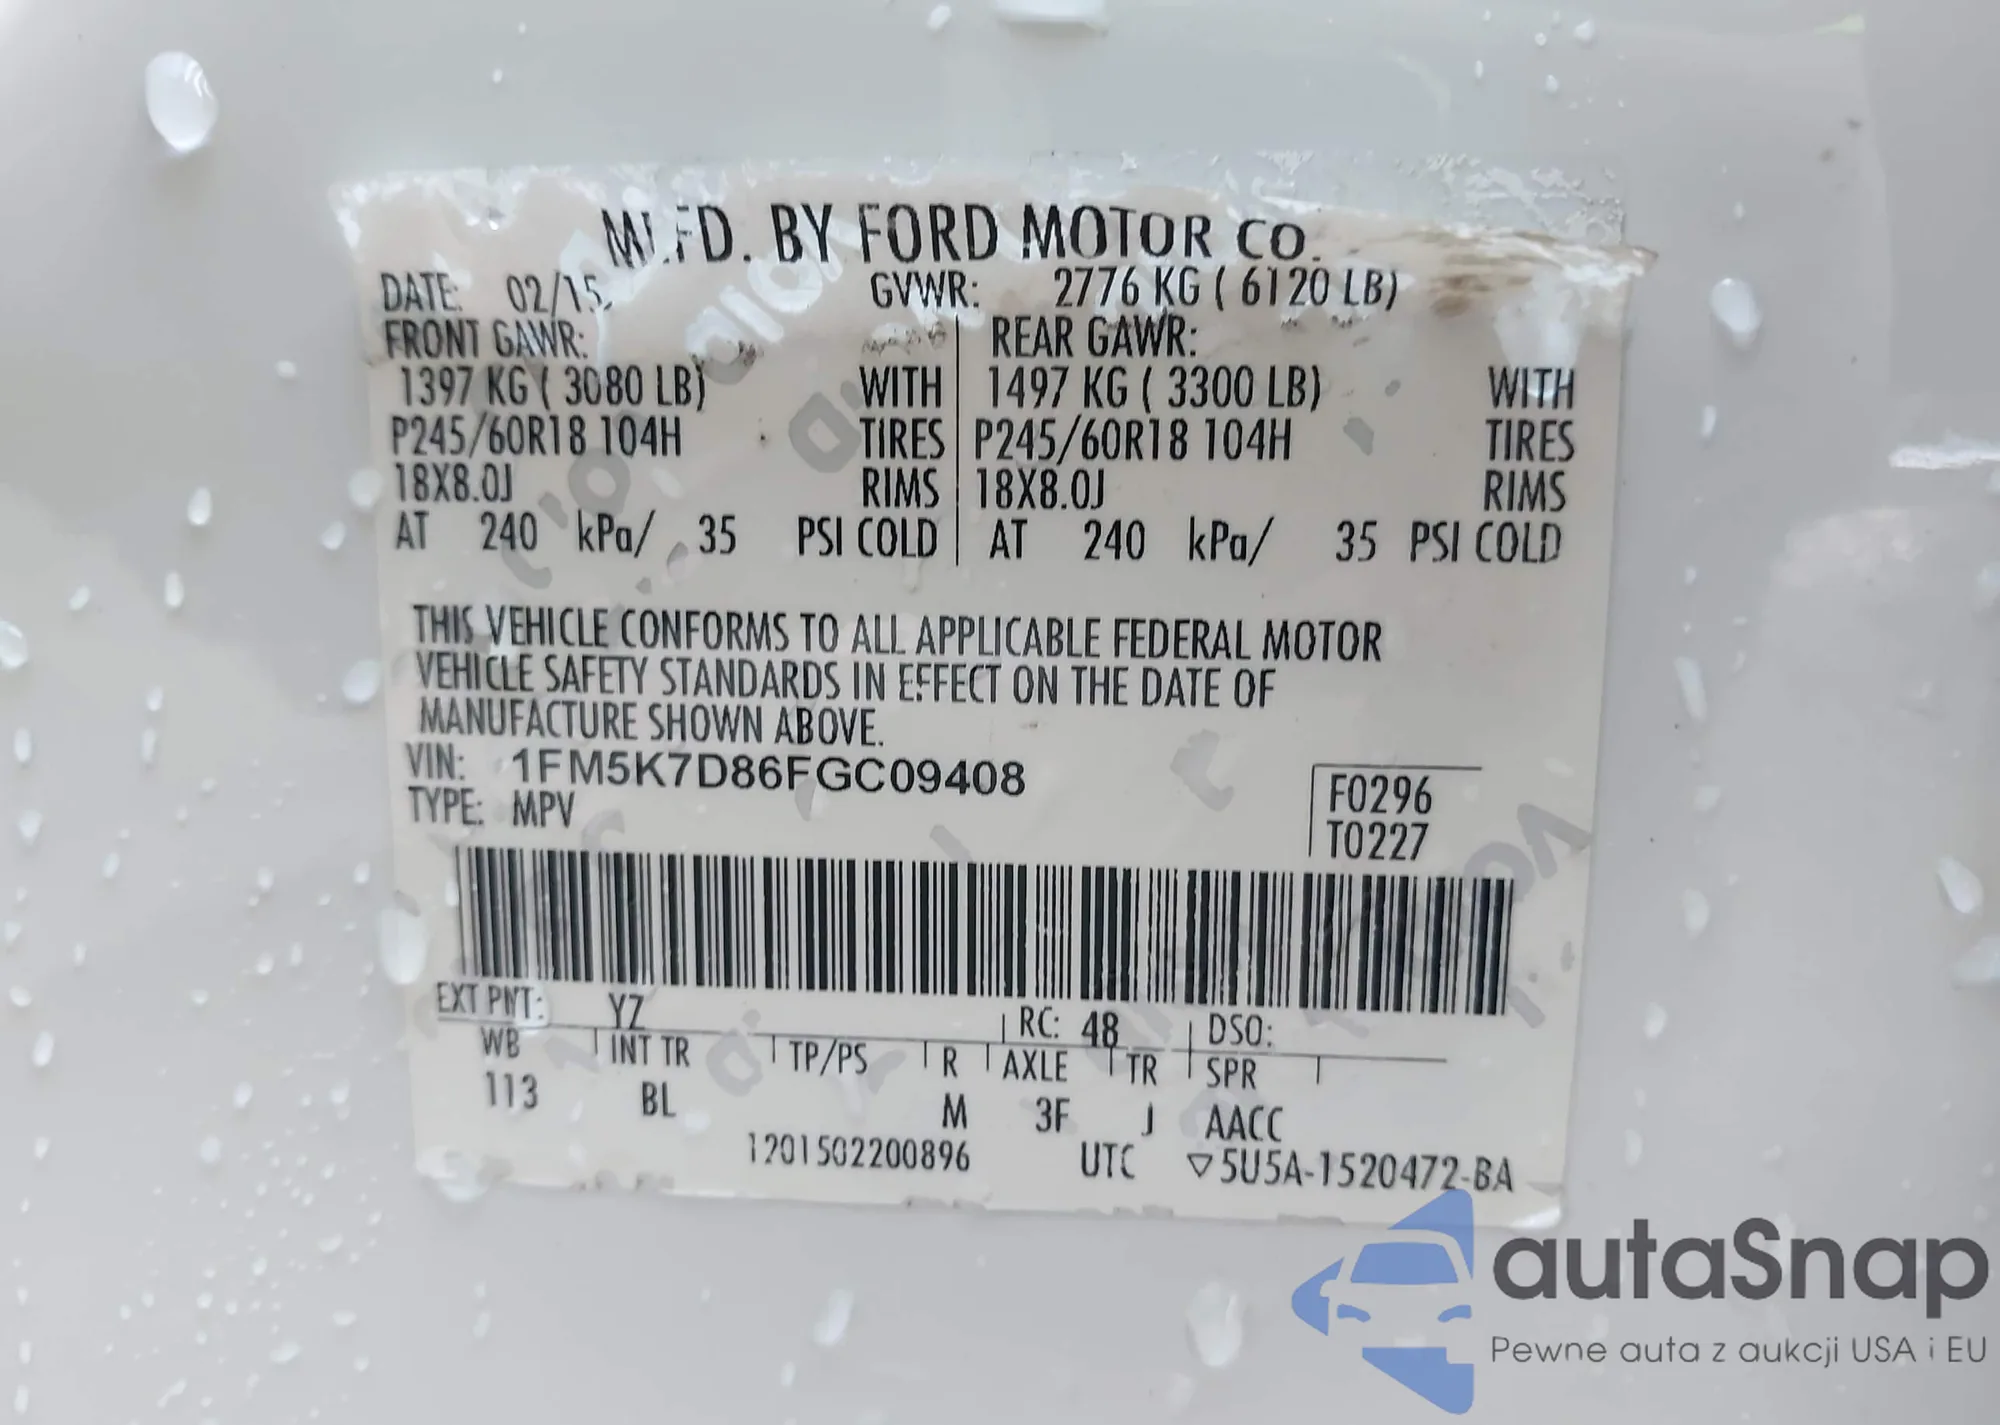 MFD. BY FORD MOTOR CO.
DATE: 02/15 GVWR: 2776 KG ( 6120 LB)
FRONT GAWR: REAR GAWR:
1397 KG ( 3080 LB) WITH 1497 KG ( 3300 LB) WITH
P245/60R18 104H TIRES P245/60R18 104H TIRES
18X8.0J RIMS 18X8.0J RIMS
AT 240 kPa/ 35 PSI COLD AT 240 kPa/ 35 PSI COLD
THIS VEHICLE CONFORMS TO ALL APPLICABLE FEDERAL MOTOR
VEHICLE SAFETY STANDARDS IN EFFECT ON THE DATE OF
MANUFACTURE SHOWN ABOVE.
VIN: 1FM5K7D86FGC09408
TYPE: MPV
F0296
T0227
EXT PNT: YZ RC: 48 DSO:
WB INT TR TP/PS R AXLE TR SPR
113 BL M 3F J AACC
1201502200896 UTC ▽5U5A-1520472-BA
autaSnap
Pewne auta z aukcji USA i EU